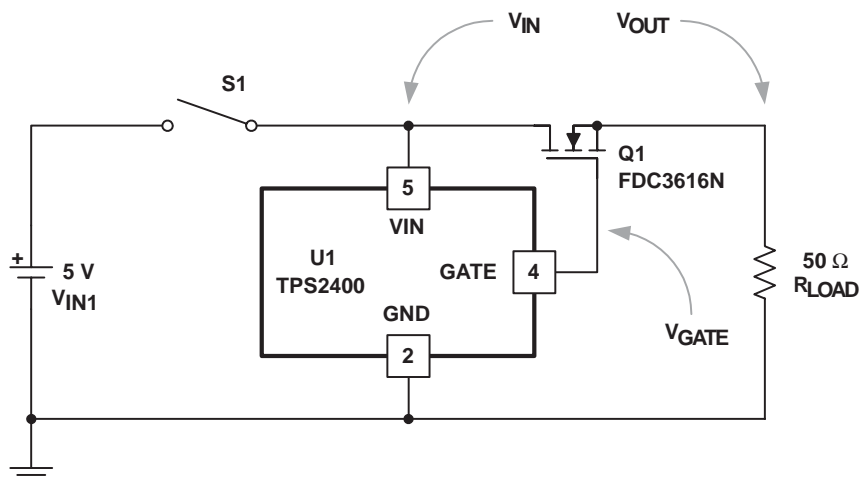 VIN
VOUT
S1
Q1
FDC3616N
5
VIN
U1
TPS2400
GATE
4
+
5 V
VIN1
50 Ω
RLOAD
GND
VGATE
2